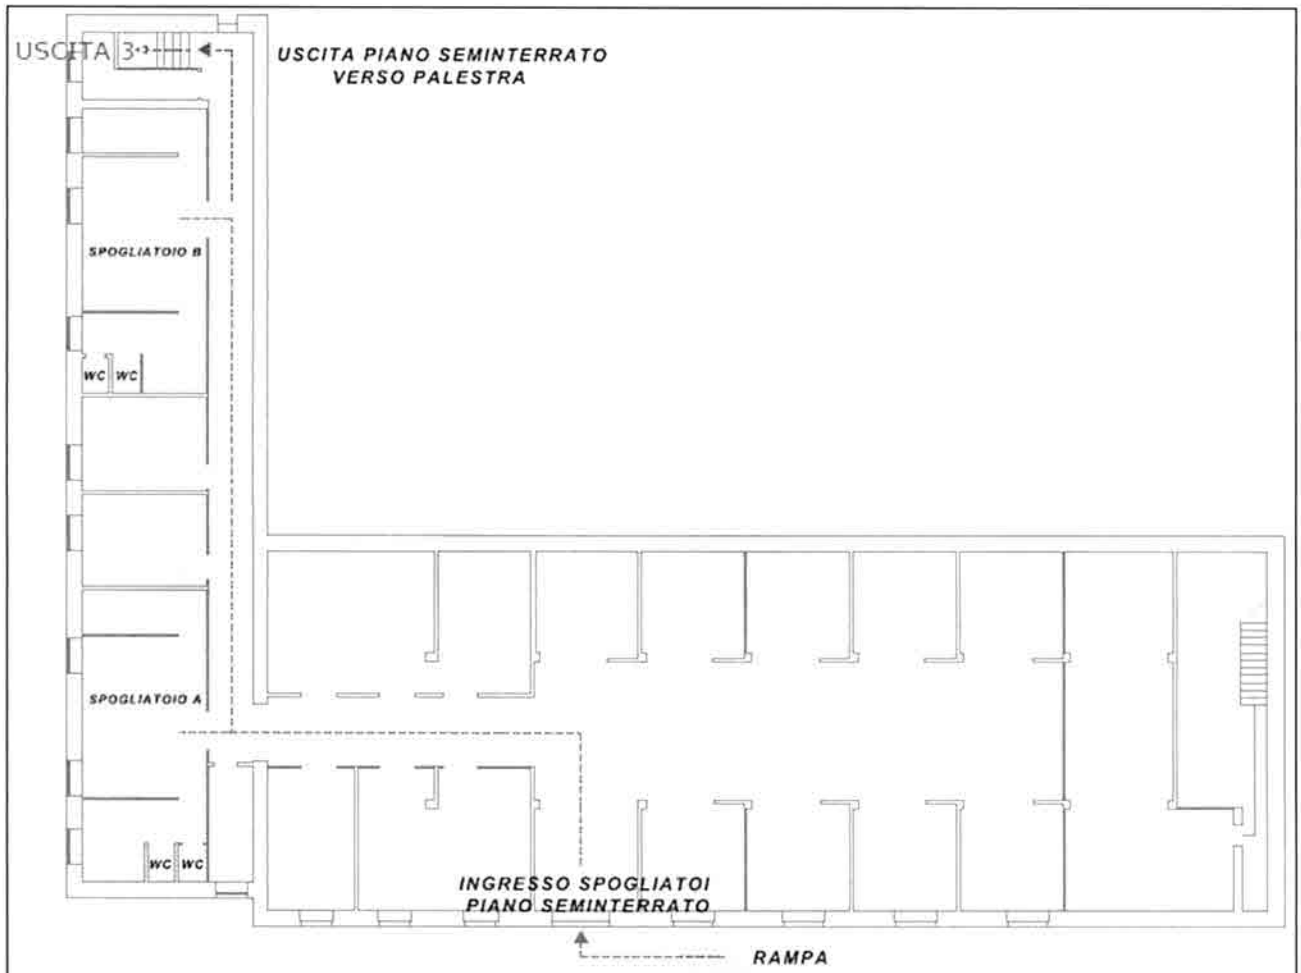 USCITA 3
USCITA PIANO SEMINTERRATO
VERSO PALESTRA
SPOGLIATOIO B
WC WC
SPOGLIATOIO A
WC WC
INGRESSO SPOGLIATOI
PIANO SEMINTERRATO
RAMPA